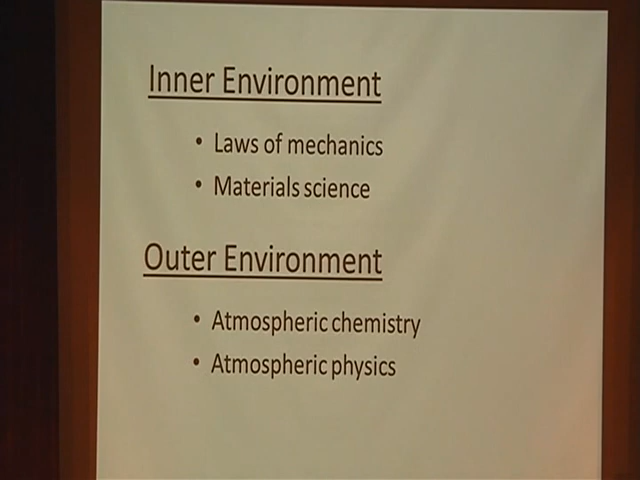 Inner Environment
• Laws of mechanics
• Materials science
Outer Environment
• Atmospheric chemistry
• Atmospheric physics